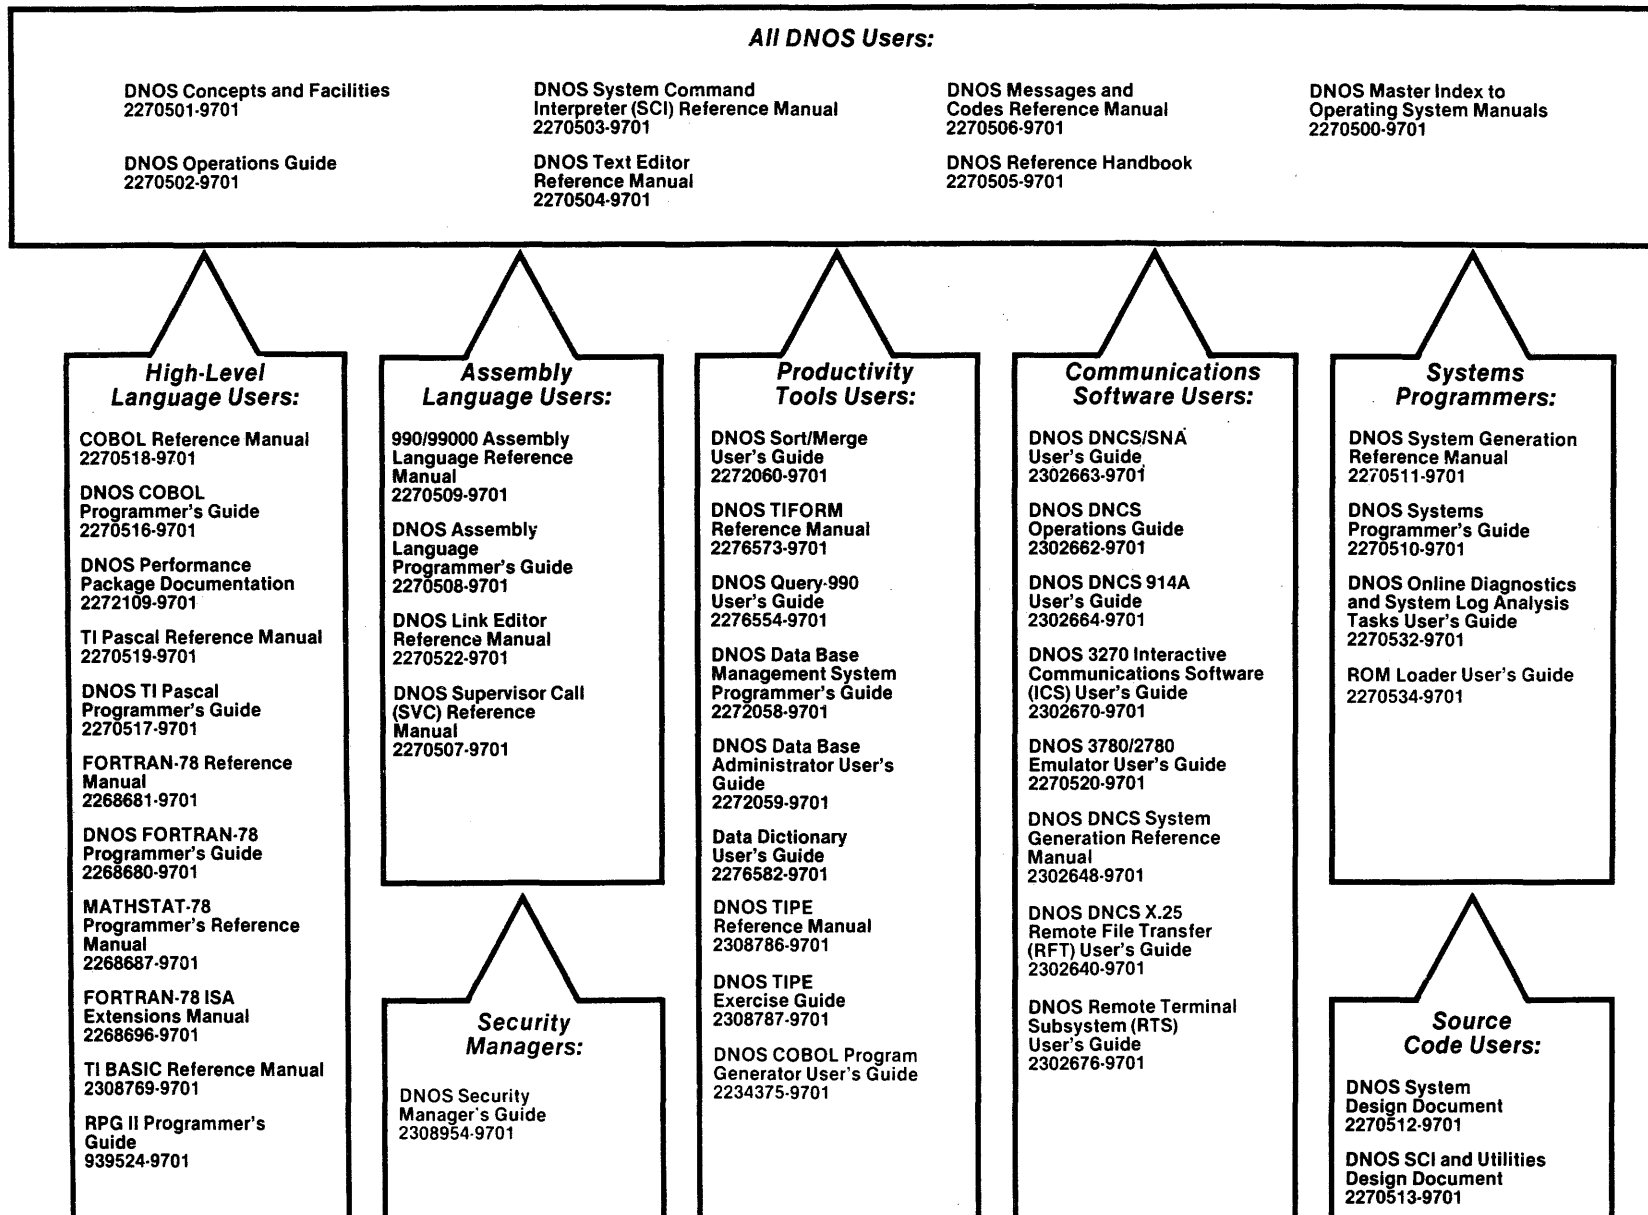 All DNOS Users:
DNOS Concepts and Facilities
2270501-9701
DNOS Operations Guide
2270502-9701
DNOS System Command
Interpreter (SCI) Reference Manual
2270503-9701
DNOS Text Editor
Reference Manual
2270504-9701
DNOS Messages and
Codes Reference Manual
2270506-9701
DNOS Reference Handbook
2270505-9701
DNOS Master Index to
Operating System Manuals
2270500-9701
High-Level
Language Users:
COBOL Reference Manual
2270518-9701
DNOS COBOL
Programmer's Guide
2270516-9701
DNOS Performance
Package Documentation
2272109-9701
TI Pascal Reference Manual
2270519-9701
DNOS TI Pascal
Programmer's Guide
2270517-9701
FORTRAN-78 Reference
Manual
2268681-9701
DNOS FORTRAN-78
Programmer's Guide
2268680-9701
MATHSTAT-78
Programmer's Reference
Manual
2268687-9701
FORTRAN-78 ISA
Extensions Manual
2268696-9701
TI BASIC Reference Manual
2308769-9701
RPG II Programmer's
Guide
939524-9701
Assembly
Language Users:
990/99000 Assembly
Language Reference
Manual
2270509-9701
DNOS Assembly
Language
Programmer's Guide
2270508-9701
DNOS Link Editor
Reference Manual
2270522-9701
DNOS Supervisor Call
(SVC) Reference
Manual
2270507-9701
Security
Managers:
DNOS Security
Manager's Guide
2308954-9701
Productivity
Tools Users:
DNOS Sort/Merge
User's Guide
2272060-9701
DNOS TIFORM
Reference Manual
2276573-9701
DNOS Query-990
User's Guide
2276554-9701
DNOS Data Base
Management System
Programmer's Guide
2272058-9701
DNOS Data Base
Administrator User's
Guide
2272059-9701
Data Dictionary
User's Guide
2276582-9701
DNOS TIPE
Reference Manual
2308786-9701
DNOS TIPE
Exercise Guide
2308787-9701
DNOS COBOL Program
Generator User's Guide
2234375-9701
Communications
Software Users:
DNOS DNCS/SNA
User's Guide
2302663-9701
DNOS DNCS
Operations Guide
2302662-9701
DNOS DNCS 914A
User's Guide
2302664-9701
DNOS 3270 Interactive
Communications Software
(ICS) User's Guide
2302670-9701
DNOS 3780/2780
Emulator User's Guide
2270520-9701
DNOS DNCS System
Generation Reference
Manual
2302648-9701
DNOS DNCS X.25
Remote File Transfer
(RFT) User's Guide
2302640-9701
DNOS Remote Terminal
Subsystem (RTS)
User's Guide
2302676-9701
Systems
Programmers:
DNOS System Generation
Reference Manual
2270511-9701
DNOS Systems
Programmer's Guide
2270510-9701
DNOS Online Diagnostics
and System Log Analysis
Tasks User's Guide
2270532-9701
ROM Loader User's Guide
2270534-9701
Source
Code Users:
DNOS System
Design Document
2270512-9701
DNOS SCI and Utilities
Design Document
2270513-9701